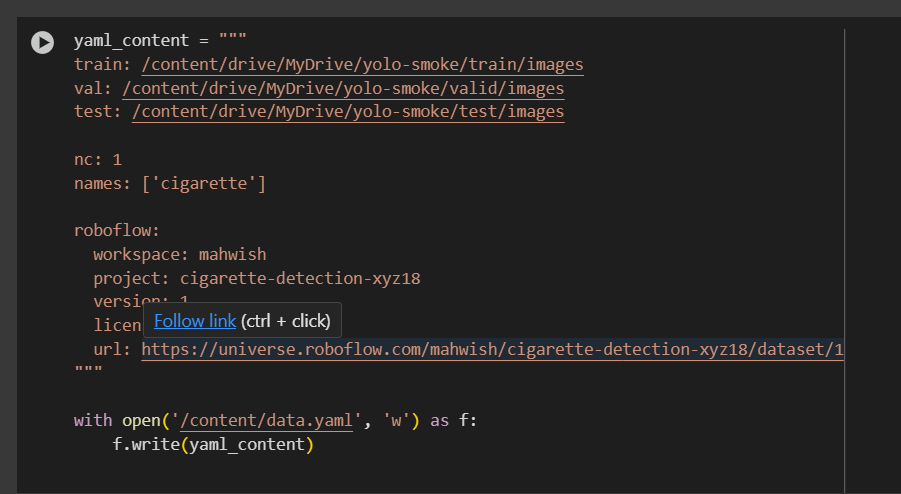 yaml_content = """
train: /content/drive/MyDrive/yolo-smoke/train/images
val: /content/drive/MyDrive/yolo-smoke/valid/images
test: /content/drive/MyDrive/yolo-smoke/test/images
nc: 1
names: ['cigarette']
roboflow:
workspace: mahwish
project: cigarette-detection-xyz18
version: 1
licen
Follow link (ctrl + click)
url: https://universe.roboflow.com/mahwish/cigarette-detection-xyz18/dataset/1
"""
with open('/content/data.yaml', 'w') as f:
f.write(yaml_content)